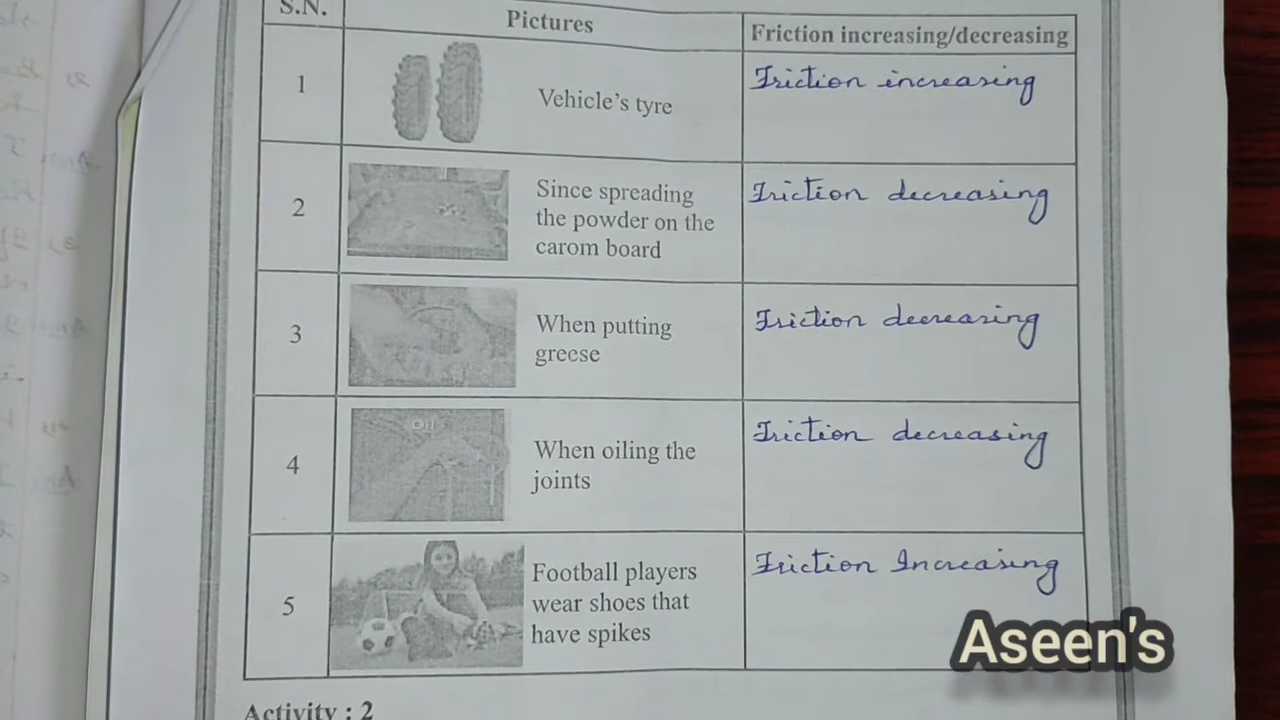 S.N.
Pictures
Friction increasing/decreasing
1
Vehicle's tyre
Friction increasing
2
Since spreading
the powder on the
carom board
Friction decreasing
3
When putting
greese
Friction decreasing
4
Oil
When oiling the
joints
Friction decreasing
5
Football players
wear shoes that
have spikes
Friction Increasing
Aseen's
Activity : 2